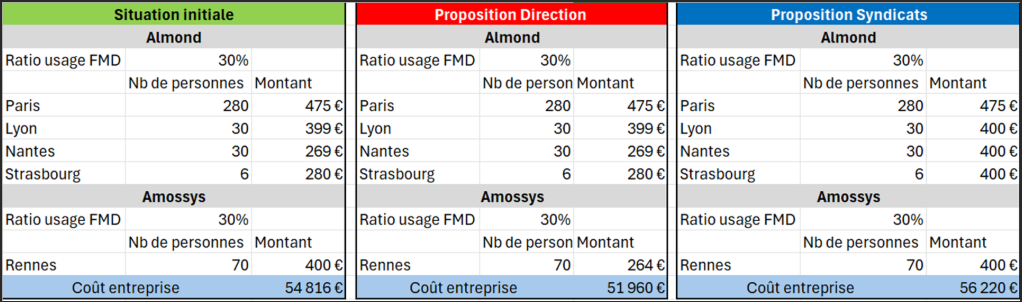 Situation initiale Proposition Direction Proposition Syndicats
Almond Almond Almond
Ratio usage FMD 30% Ratio usage FMD 30% Ratio usage FMD 30%
Nb de personnes Montant Nb de person Montant Nb de personnes Montant
Paris 280 475 € Paris 280 475 € Paris 280 475 €
Lyon 30 399 € Lyon 30 399 € Lyon 30 400 €
Nantes 30 269 € Nantes 30 269 € Nantes 30 400 €
Strasbourg 6 280 € Strasbourg 6 280 € Strasbourg 6 400 €
Amossys Amossys Amossys
Ratio usage FMD 30% Ratio usage FMD 30% Ratio usage FMD 30%
Nb de personnes Montant Nb de person Montant Nb de personnes Montant
Rennes 70 400 € Rennes 70 264 € Rennes 70 400 €
Coût entreprise 54 816 € Coût entreprise 51 960 € Coût entreprise 56 220 €